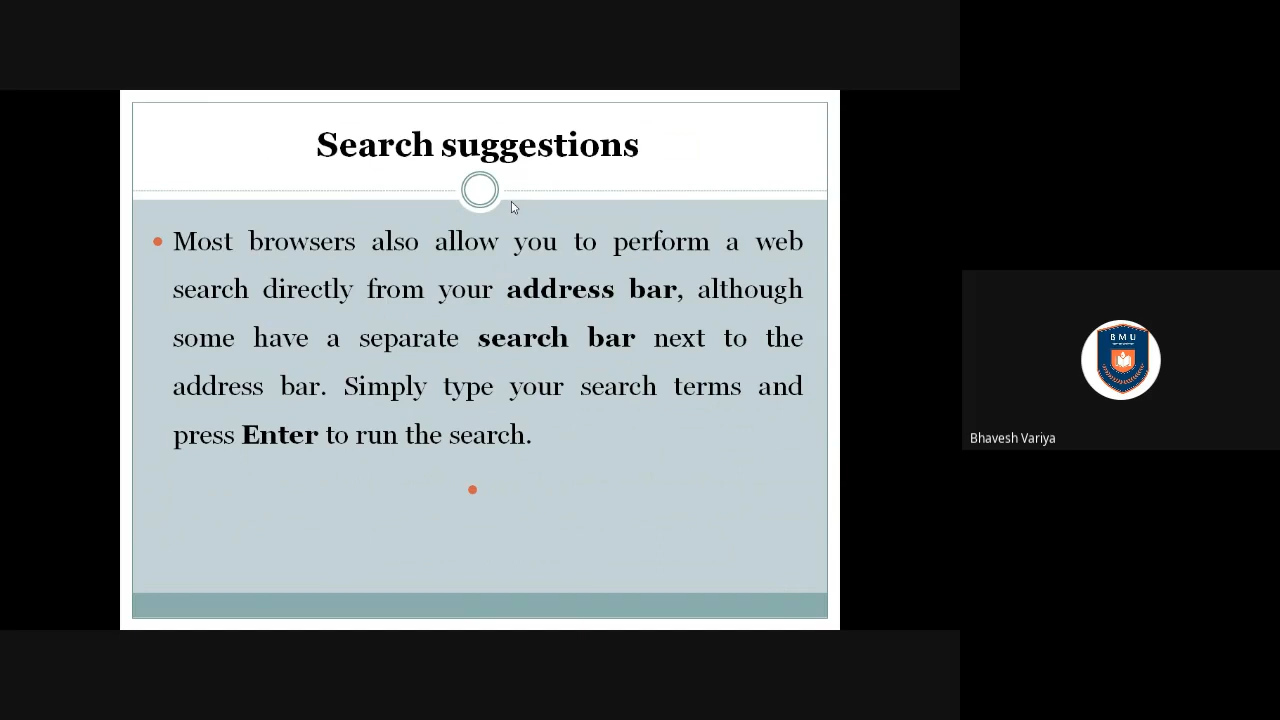 Search suggestions
• Most browsers also allow you to perform a web
search directly from your address bar, although
some have a separate search bar next to the
address bar. Simply type your search terms and
press Enter to run the search.
•
BMU
Bhavesh Variya